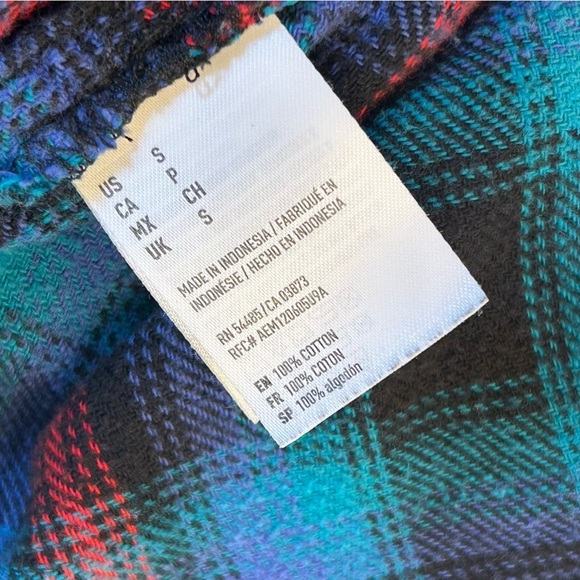 US S
CA P
MX CH
UK S
MADE IN INDONESIA / FABRIQUÉ EN
INDONÉSIE / HECHO EN INDONESIA
RN 54485 / CA 03873
RFC# AEM120605U9A
EN 100% COTTON
FR 100% COTON
SP 100% algodón